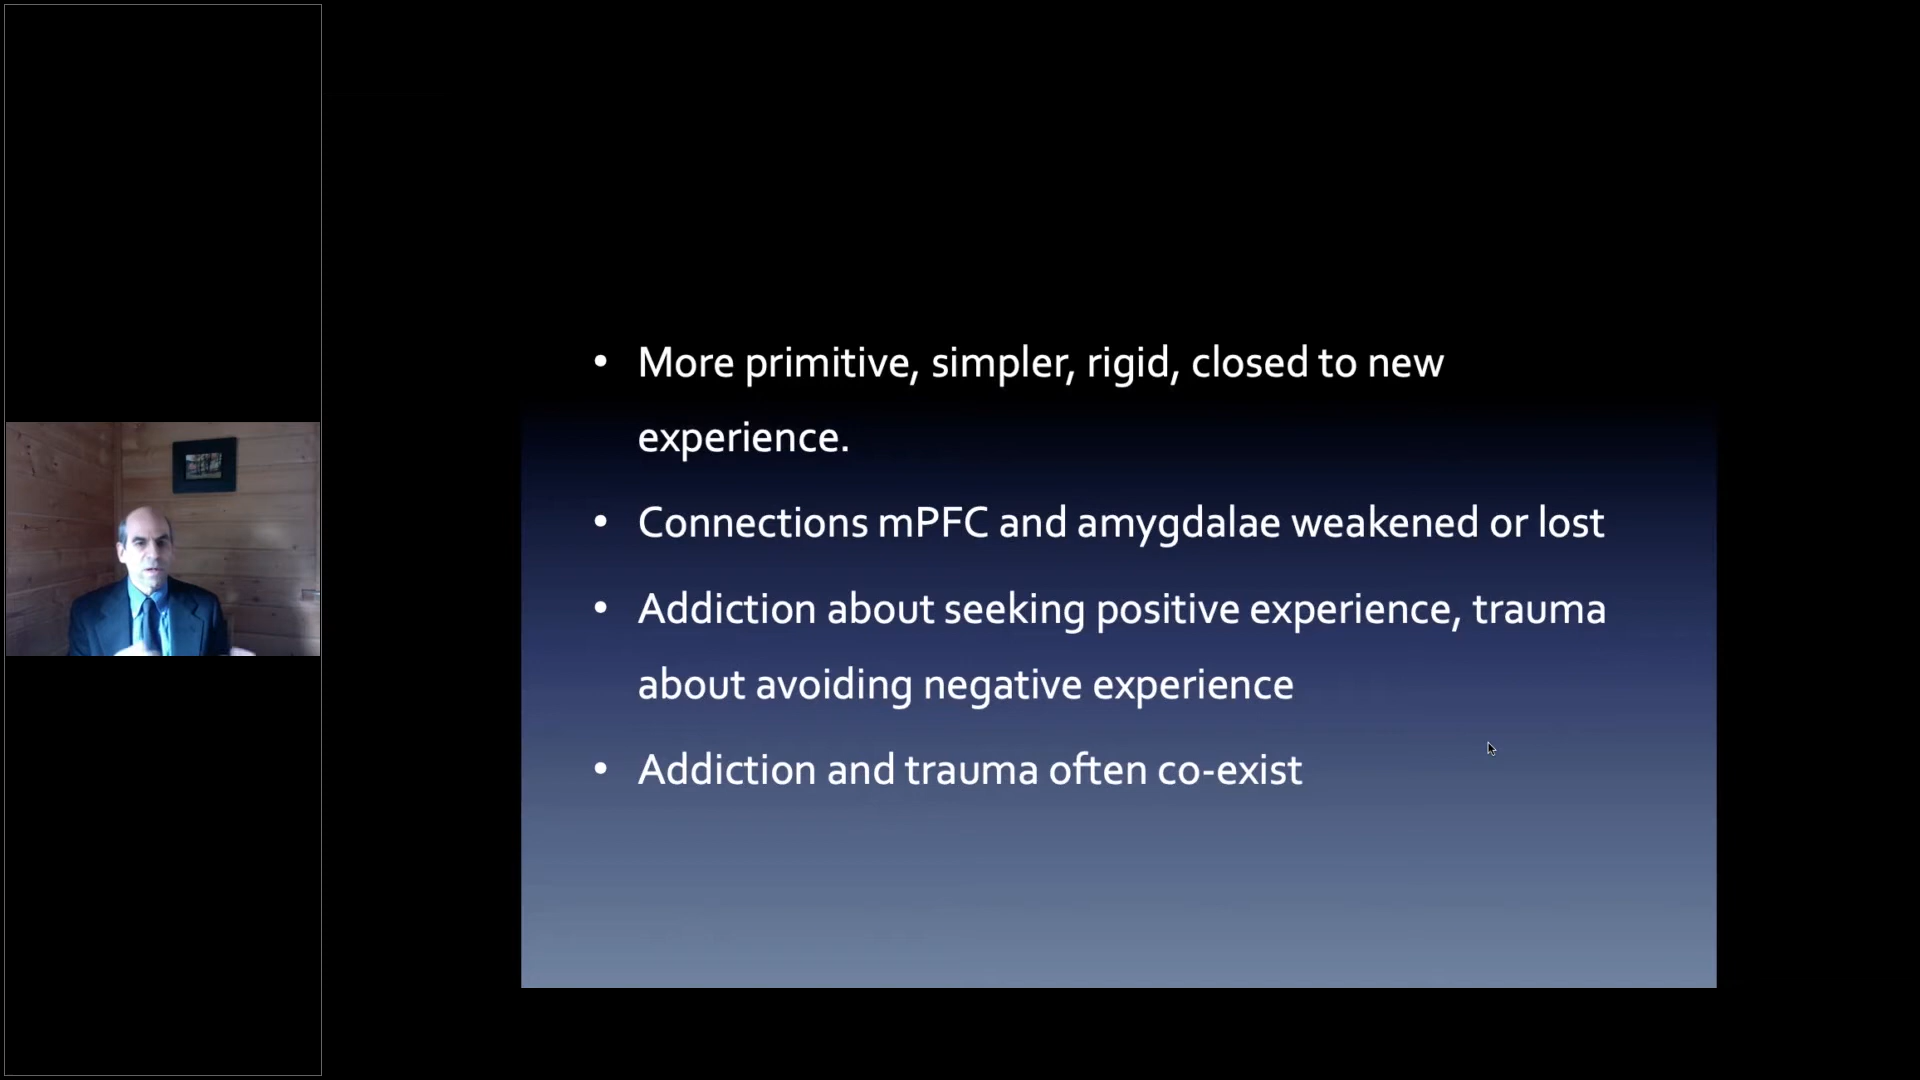 • More primitive, simpler, rigid, closed to new
experience.
• Connections mPFC and amygdalae weakened or lost
• Addiction about seeking positive experience, trauma
about avoiding negative experience
• Addiction and trauma often co-exist